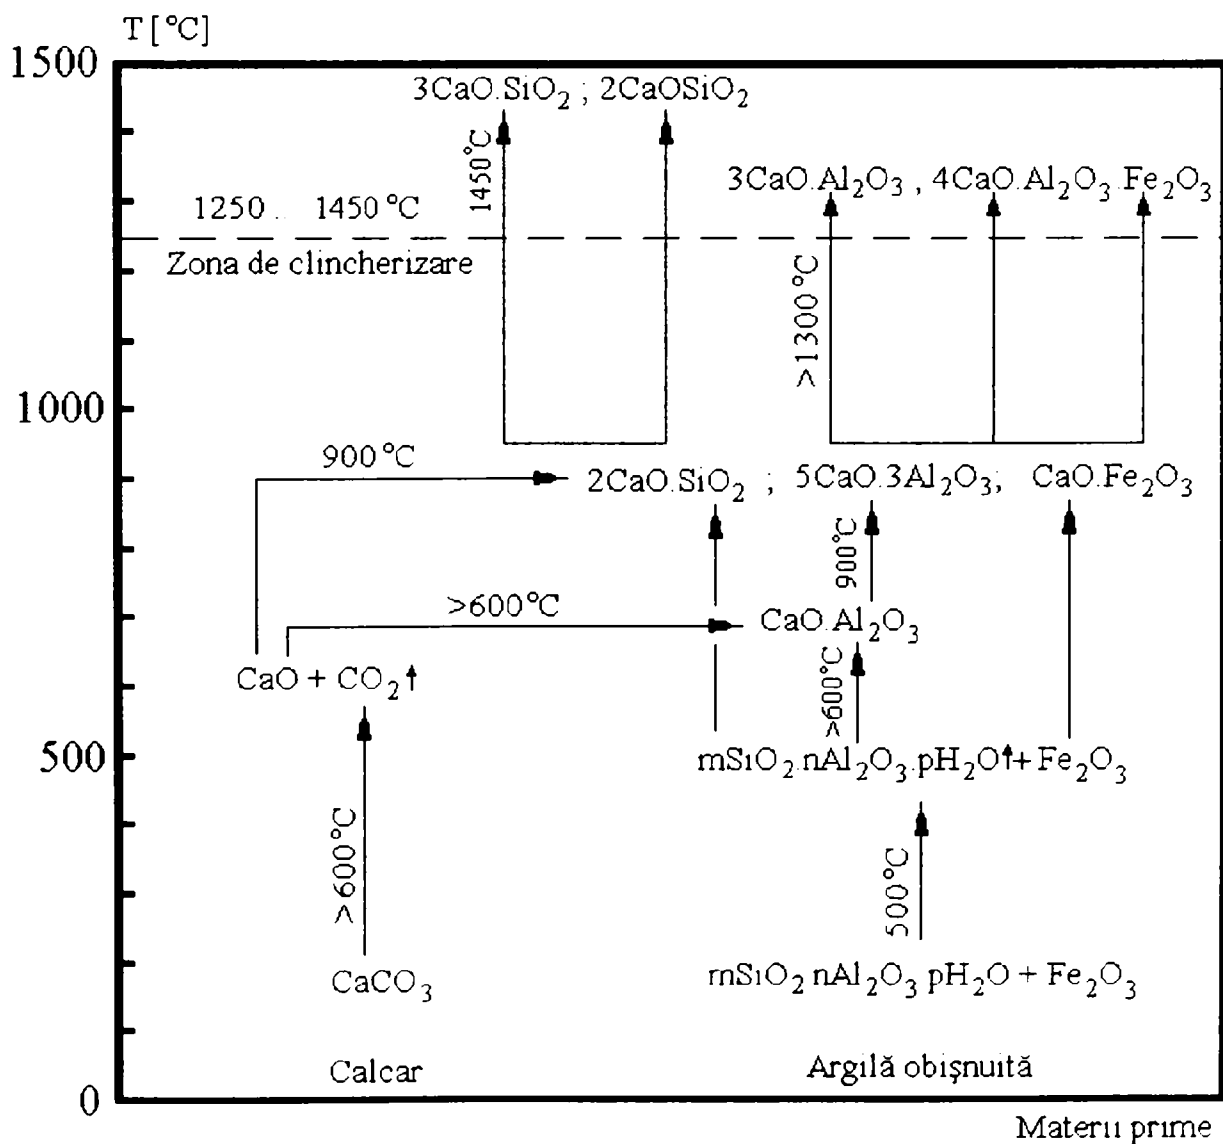 T [°C]
1500
3CaO.SiO₂ ; 2CaOSiO₂
1450°C
3CaO.Al₂O₃ , 4CaO.Al₂O₃.Fe₂O₃
1250 .. 1450°C
Zona de clincherizare
>1300°C
1000
900°C
2CaO.SiO₂ ; 5CaO.3Al₂O₃; CaO.Fe₂O₃
900°C
>600°C
CaO.Al₂O₃
CaO + CO₂↑
>600°C
500
mSiO₂.nAl₂O₃.pH₂O↑+ Fe₂O₃
>600°C
500°C
CaCO₃
mSiO₂ nAl₂O₃ pH₂O + Fe₂O₃
Calcar
Argilă obişnuită
0
Materii prime